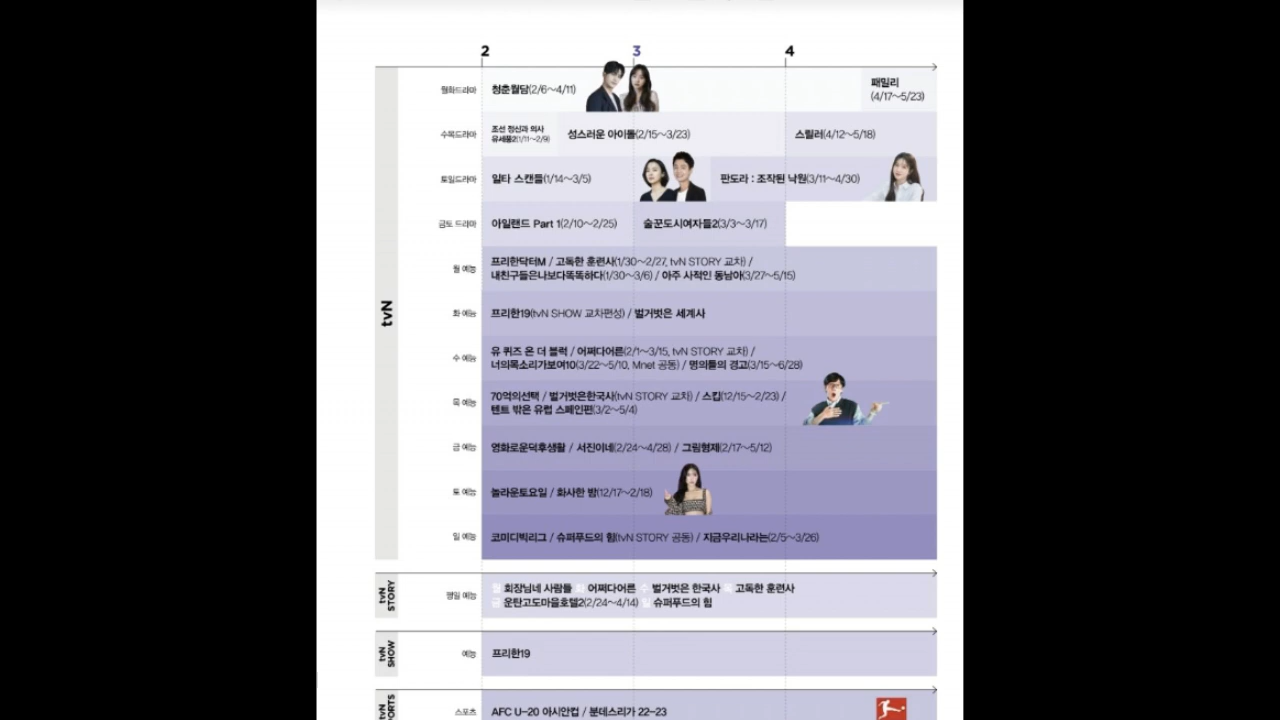 2 3 4
tvN
월화드라마 청춘월담(2/6~4/11) 패밀리
(4/17~5/23)
수목드라마 조선 정신과 의사
유세풍2(1/11~2/9) 성스러운 아이돌(2/15~3/23) 스틸러(4/12~5/18)
토일드라마 일타 스캔들(1/14~3/5) 판도라 : 조작된 낙원(3/11~4/30)
금토 드라마 아일랜드 Part 1(2/10~2/25) 술꾼도시여자들2(3/3~3/17)
월 예능 프리한닥터M / 고독한 훈련사(1/30~2/27, tvN STORY 교차) /
내친구들은나보다똑똑하다(1/30~3/6) / 아주 사적인 동남아(3/27~5/15)
화 예능 프리한19(tvN SHOW 교차편성) / 벌거벗은 세계사
수 예능 유 퀴즈 온 더 블럭 / 어쩌다어른(2/1~3/15, tvN STORY 교차) /
너의목소리가보여10(3/22~5/10, Mnet 공동) / 명의들의 경고(3/15~6/28)
목 예능 70억의선택 / 벌거벗은한국사(tvN STORY 교차) / 스킵(12/15~2/23) /
텐트 밖은 유럽 스페인편(3/2~5/4)
금 예능 영화로운덕후생활 / 서진이네(2/24~4/28) / 그림형제(2/17~5/12)
토 예능 놀라운토요일 / 화사한 밤(12/17~2/18)
일 예능 코미디빅리그 / 슈퍼푸드의 힘(tvN STORY 공동) / 지금우리나라는(2/5~3/26)
tvN
STORY
평일 예능 월 회장님네 사람들 화 어쩌다어른 수 벌거벗은 한국사 고독한 훈련사
금 운탄고도마을호텔2(2/24~4/14) 슈퍼푸드의 힘
tvN
SHOW
예능 프리한19
tvN
스포츠 AFC U-20 아시안컵 / 분데스리가 22-23